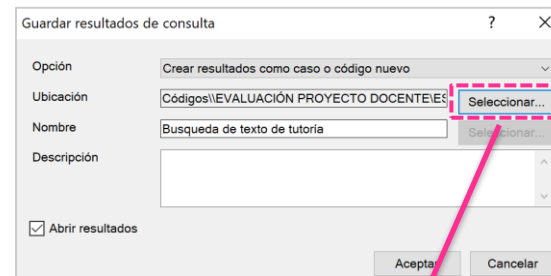 Guardar resultados de consulta ? X
Opción Crear resultados como caso o código nuevo
Ubicación Códigos\\EVALUACIÓN PROYECTO DOCENTE\ES Seleccionar...
Nombre Busqueda de texto de tutoría Seleccionar...
Descripción
Abrir resultados
Aceptar Cancelar